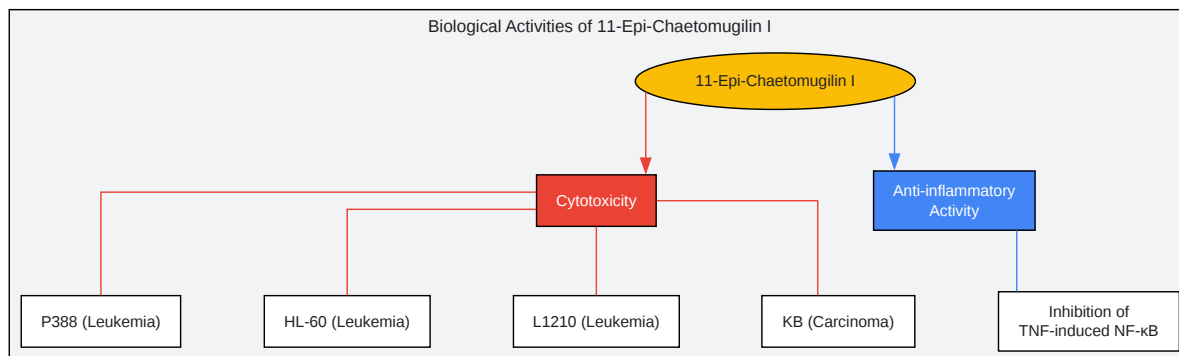 Biological Activities of 11-Epi-Chaetomugilin I
11-Epi-Chaetomugilin I
Cytotoxicity
Anti-inflammatory
Activity
P388 (Leukemia)
HL-60 (Leukemia)
L1210 (Leukemia)
KB (Carcinoma)
Inhibition of
TNF-induced NF-κB